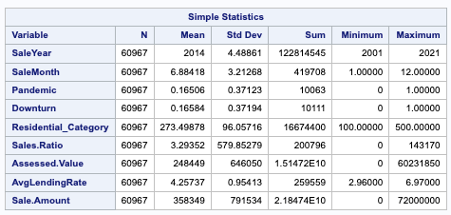 Simple Statistics
Variable N Mean Std Dev Sum Minimum Maximum
SaleYear 60967 2014 4.48861 122814545 2001 2021
SaleMonth 60967 6.88418 3.21268 419708 1.00000 12.00000
Pandemic 60967 0.16506 0.37123 10063 0 1.00000
Downturn 60967 0.16584 0.37194 10111 0 1.00000
Residential_Category 60967 273.49878 96.05716 16674400 100.00000 500.00000
Sales.Ratio 60967 3.29352 579.85279 200796 0 143170
Assessed.Value 60967 248449 646050 1.51472E10 0 60231850
AvgLendingRate 60967 4.25737 0.95413 259559 2.96000 6.97000
Sale.Amount 60967 358349 791534 2.18474E10 0 72000000